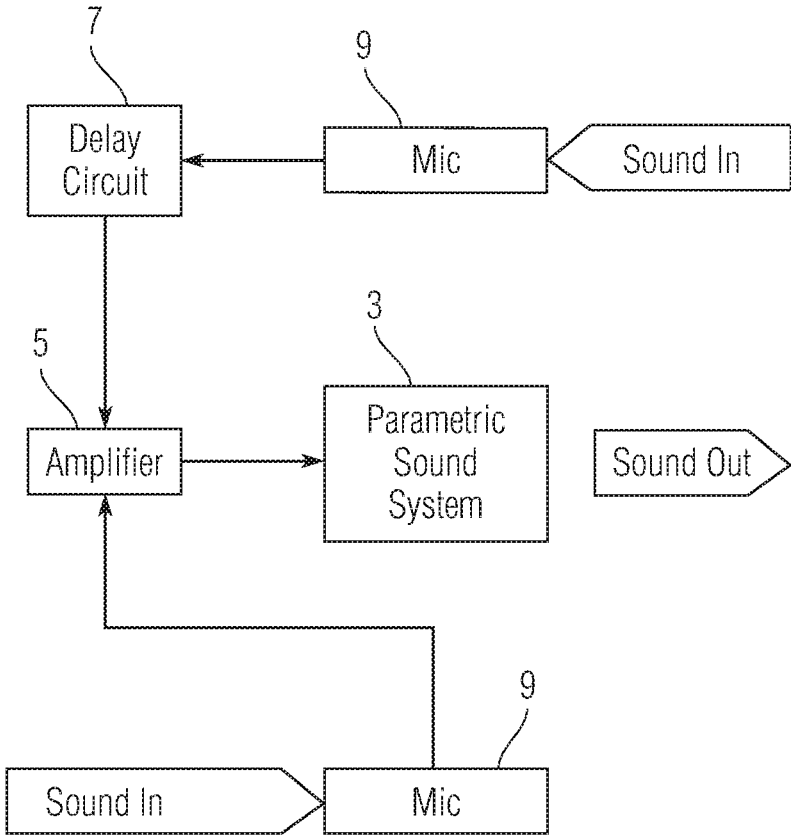 7
9
Delay
Circuit
Mic
Sound In
3
5
Parametric
Sound
System
Amplifier
Sound Out
9
Sound In
Mic